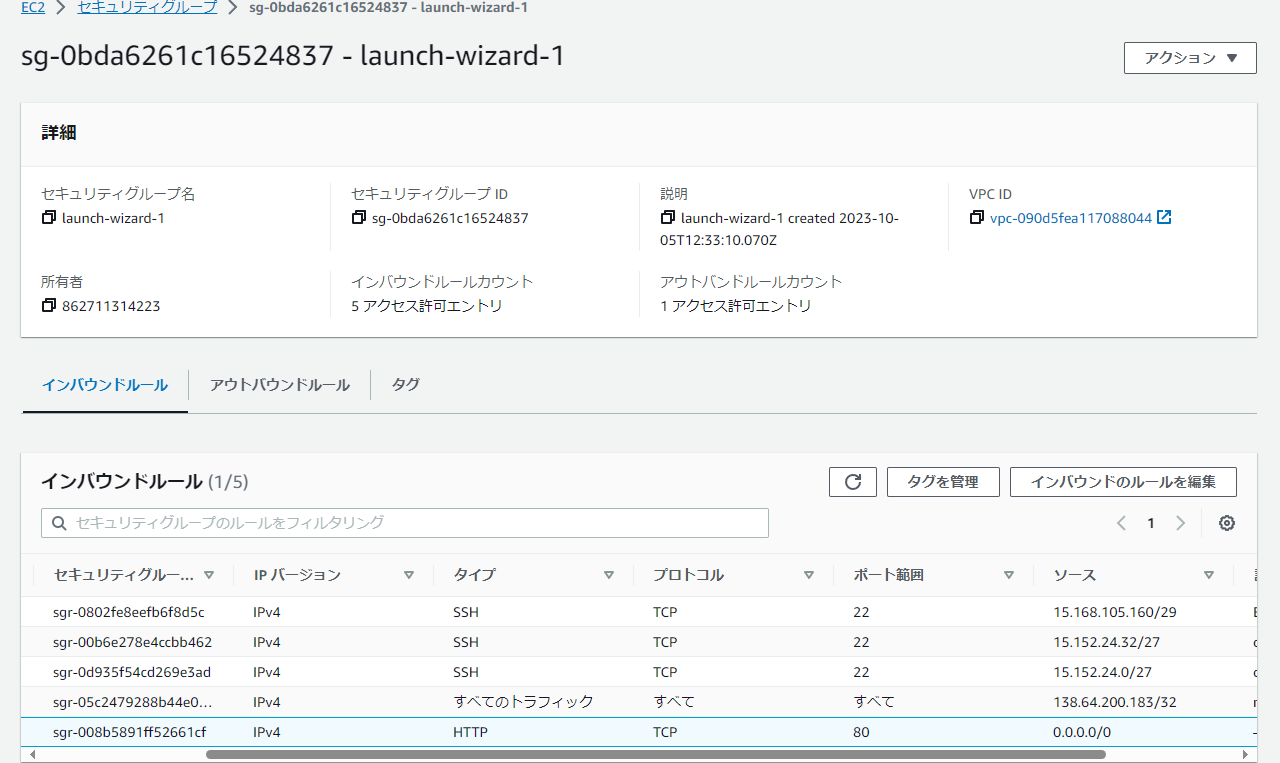 EC2 > セキュリティグループ > sg-0bda6261c16524837 - launch-wizard-1
sg-0bda6261c16524837 - launch-wizard-1
アクション
詳細
セキュリティグループ名 セキュリティグループ ID 説明 VPC ID
launch-wizard-1 sg-0bda6261c16524837 launch-wizard-1 created 2023-10- vpc-090d5fea117088044
05T12:33:10.070Z
所有者 インバウンドルールカウント アウトバンドルールカウント
862711314223 5 アクセス許可エントリ 1 アクセス許可エントリ
インバウンドルール アウトバウンドルール タグ
インバウンドルール (1/5) タグを管理 インバウンドのルールを編集
セキュリティグループのルールをフィルタリング 1
セキュリティグルー... IP バージョン タイプ プロトコル ポート範囲 ソース
sgr-0802fe8eefb6f8d5c IPv4 SSH TCP 22 15.168.105.160/29
sgr-00b6e278e4ccbb462 IPv4 SSH TCP 22 15.152.24.32/27
sgr-0d935f54cd269e3ad IPv4 SSH TCP 22 15.152.24.0/27
sgr-05c2479288b44e0... IPv4 すべてのトラフィック すべて すべて 138.64.200.183/32
sgr-008b5891ff52661cf IPv4 HTTP TCP 80 0.0.0.0/0 –